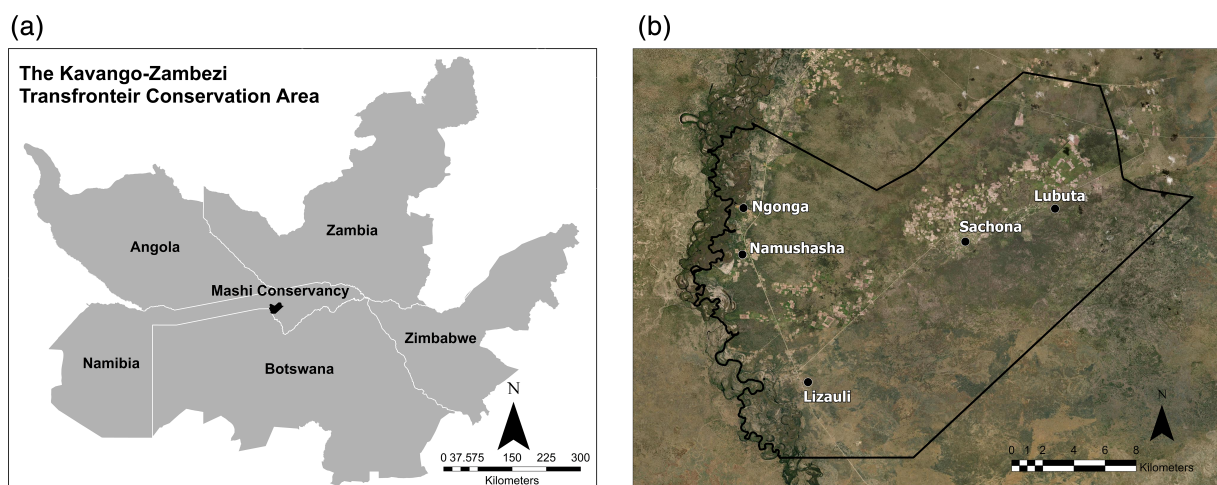 (a)
The Kavango-Zambezi
Transfronteir Conservation Area
Angola
Zambia
Mashi Conservancy
Zimbabwe
Namibia
Botswana
N
0 37.575 150 225 300
Kilometers
(b)
Ngonga
Lubuta
Sachona
Namushasha
Lizauli
N
0 1 2 4 6 8
Kilometers